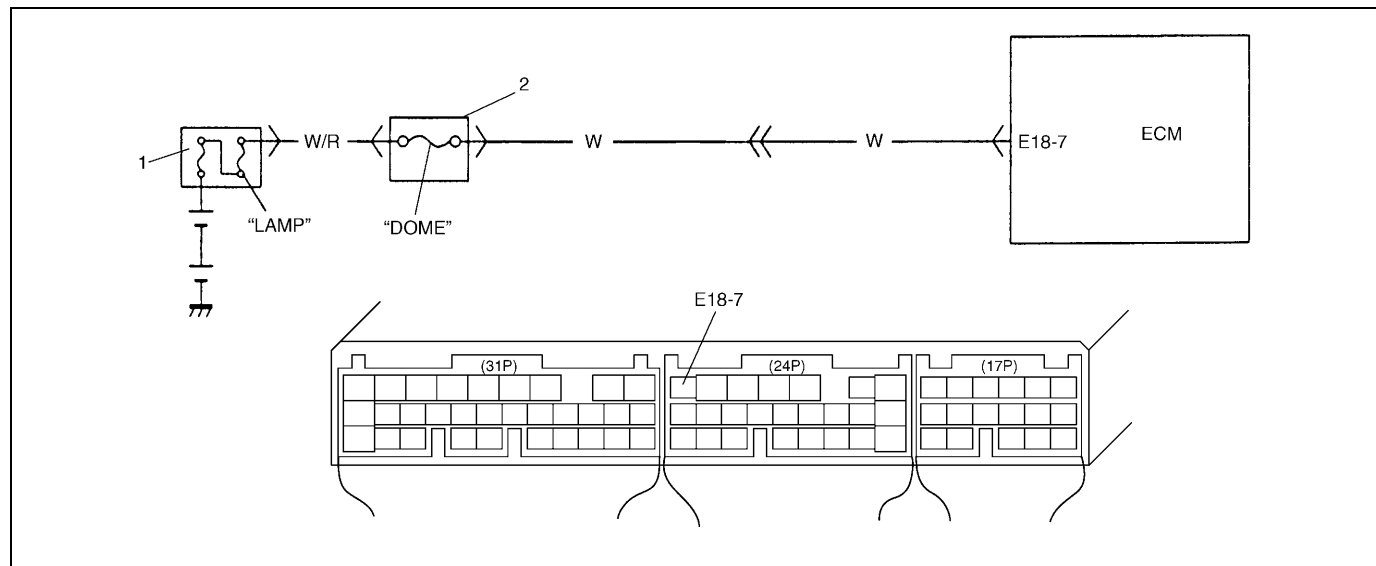 2
1
W/R
W
W
E18-7
ECM
“LAMP”
“DOME”
E18-7
(31P)
(24P)
(17P)